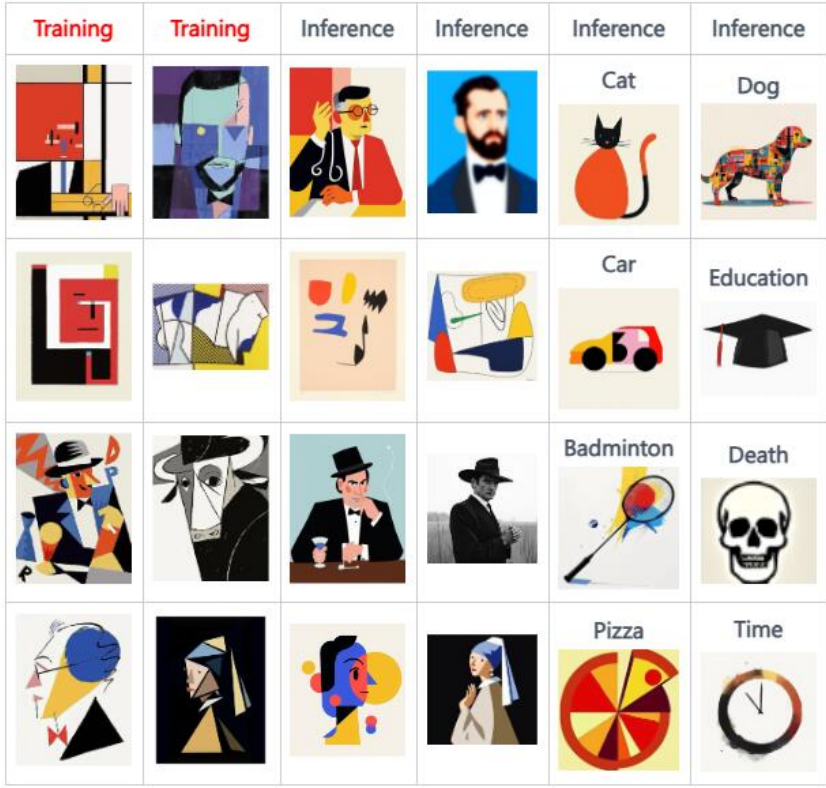 Training Training Inference Inference Inference Inference
Cat Dog
Car Education
Badminton Death
D
P
R
Pizza Time